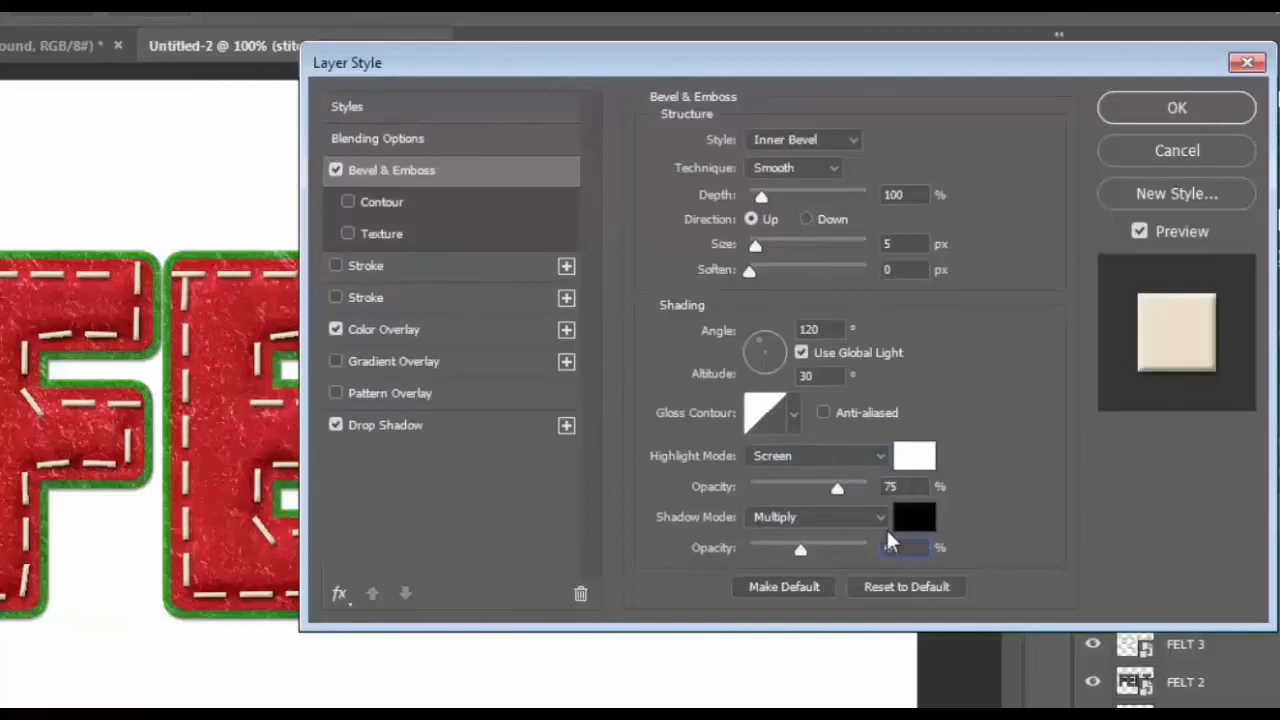 ound, RGB/8#) * ×
Untitled-2 @ 100% (stitc
Layer Style
Styles
Blending Options
Bevel & Emboss
Contour
Texture
Stroke
Stroke
Color Overlay
Gradient Overlay
Pattern Overlay
Drop Shadow
fx
Bevel & Emboss
Structure
Style: Inner Bevel
Technique: Smooth
Depth: 100 %
Direction: Up Down
Size: 5 px
Soften: 0 px
Shading
Angle: 120 °
Use Global Light
Altitude: 30 °
Gloss Contour: Anti-aliased
Highlight Mode: Screen
Opacity: 75 %
Shadow Mode: Multiply
Opacity: %
Make Default Reset to Default
OK
Cancel
New Style...
Preview
FELT 3
FELT 2
FE